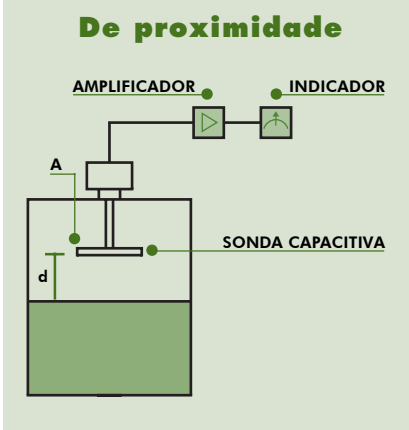 De proximidade
AMPLIFICADOR
INDICADOR
A
SONDA CAPACITIVA
d